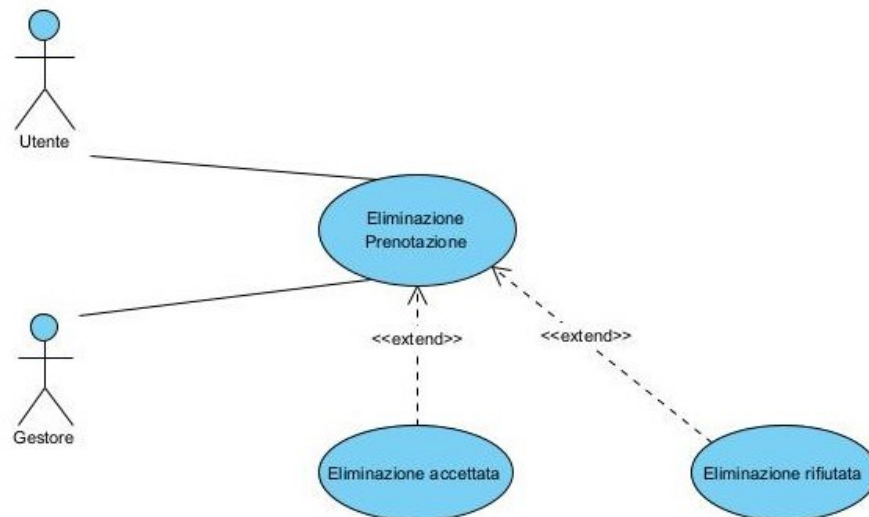 Utente
Eliminazione
Prenotazione
<<extend>>
<<extend>>
Gestore
Eliminazione accettata
Eliminazione rifiutata